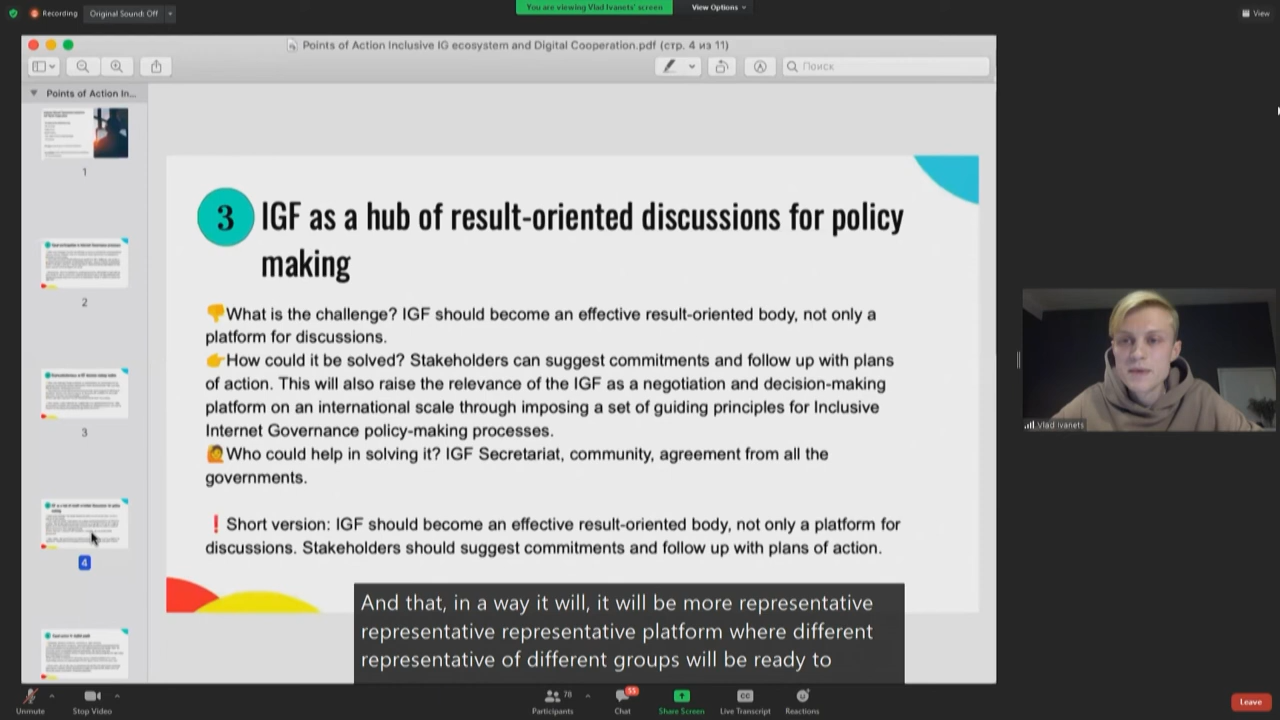 Recording
Original Sound: Off
You are viewing Vlad Ivanets' screen
View Options
View
Points of Action Inclusive IG ecosystem and Digital Cooperation.pdf (стр. 4 из 11)
Поиск
Points of Action In...
1
2
3
4
3 IGF as a hub of result-oriented discussions for policy
making
👎What is the challenge? IGF should become an effective result-oriented body, not only a
platform for discussions.
👉How could it be solved? Stakeholders can suggest commitments and follow up with plans
of action. This will also raise the relevance of the IGF as a negotiation and decision-making
platform on an international scale through imposing a set of guiding principles for Inclusive
Internet Governance policy-making processes.
🙋Who could help in solving it? IGF Secretariat, community, agreement from all the
governments.
❗Short version: IGF should become an effective result-oriented body, not only a platform for
discussions. Stakeholders should suggest commitments and follow up with plans of action.
And that, in a way it will, it will be more representative
representative representative platform where different
representative of different groups will be ready to
Vlad Ivanets
Unmute
Stop Video
78
Participants
55
Chat
Share Screen
CC
Live Transcript
Reactions
Leave